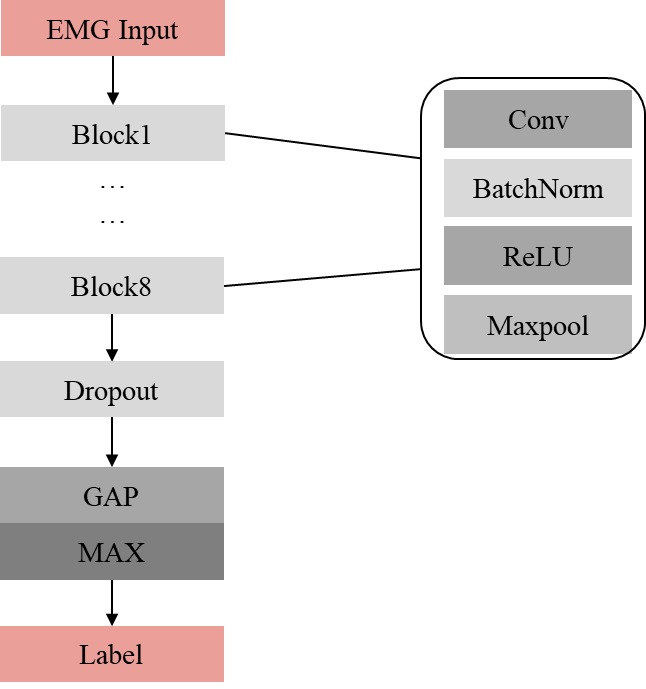 EMG Input
Block1
...
...
Block8
Dropout
GAP
MAX
Label
Conv
BatchNorm
ReLU
Maxpool